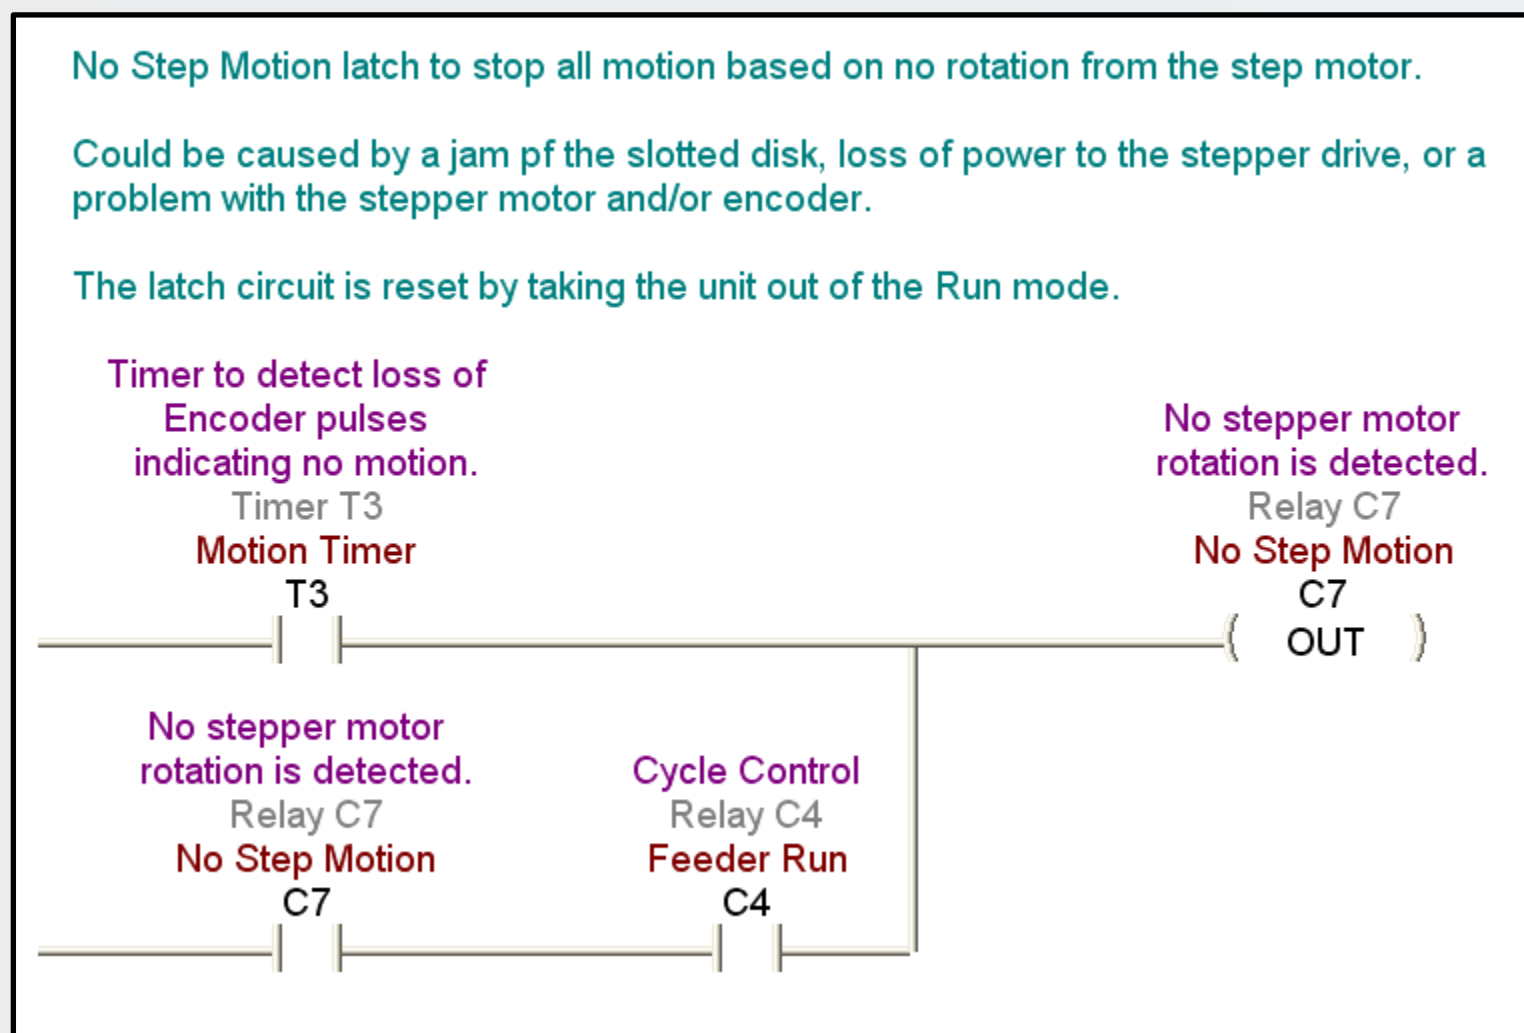 No Step Motion latch to stop all motion based on no rotation from the step motor.
Could be caused by a jam pf the slotted disk, loss of power to the stepper drive, or a
problem with the stepper motor and/or encoder.
The latch circuit is reset by taking the unit out of the Run mode.
Timer to detect loss of
Encoder pulses
indicating no motion.
Timer T3
Motion Timer
T3
No stepper motor
rotation is detected.
Relay C7
No Step Motion
C7
OUT
No stepper motor
rotation is detected.
Relay C7
No Step Motion
C7
Cycle Control
Relay C4
Feeder Run
C4